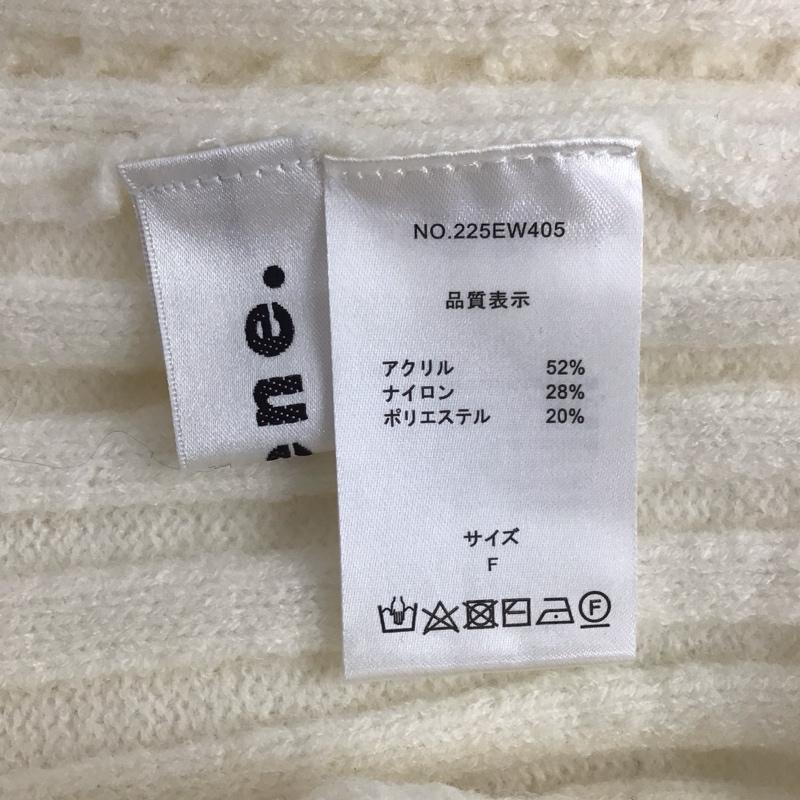 NO.225EW405
品質表示
アクリル 52%
ナイロン 28%
ポリエステル 20%
サイズ
F
F
ne.